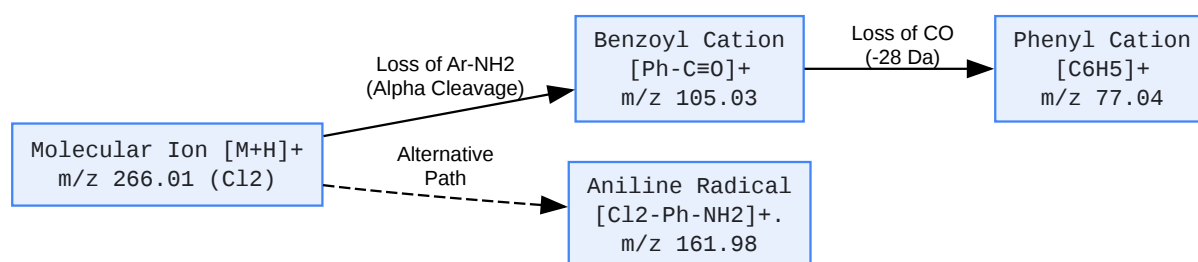 Molecular Ion [M+H]+
m/z 266.01 (Cl2)
Loss of Ar-NH2
(Alpha Cleavage)
Benzoyl Cation
[Ph-C≡O]+
m/z 105.03
Loss of CO
(-28 Da)
Phenyl Cation
[C6H5]+
m/z 77.04
Alternative
Path
Aniline Radical
[Cl2-Ph-NH2]+.
m/z 161.98